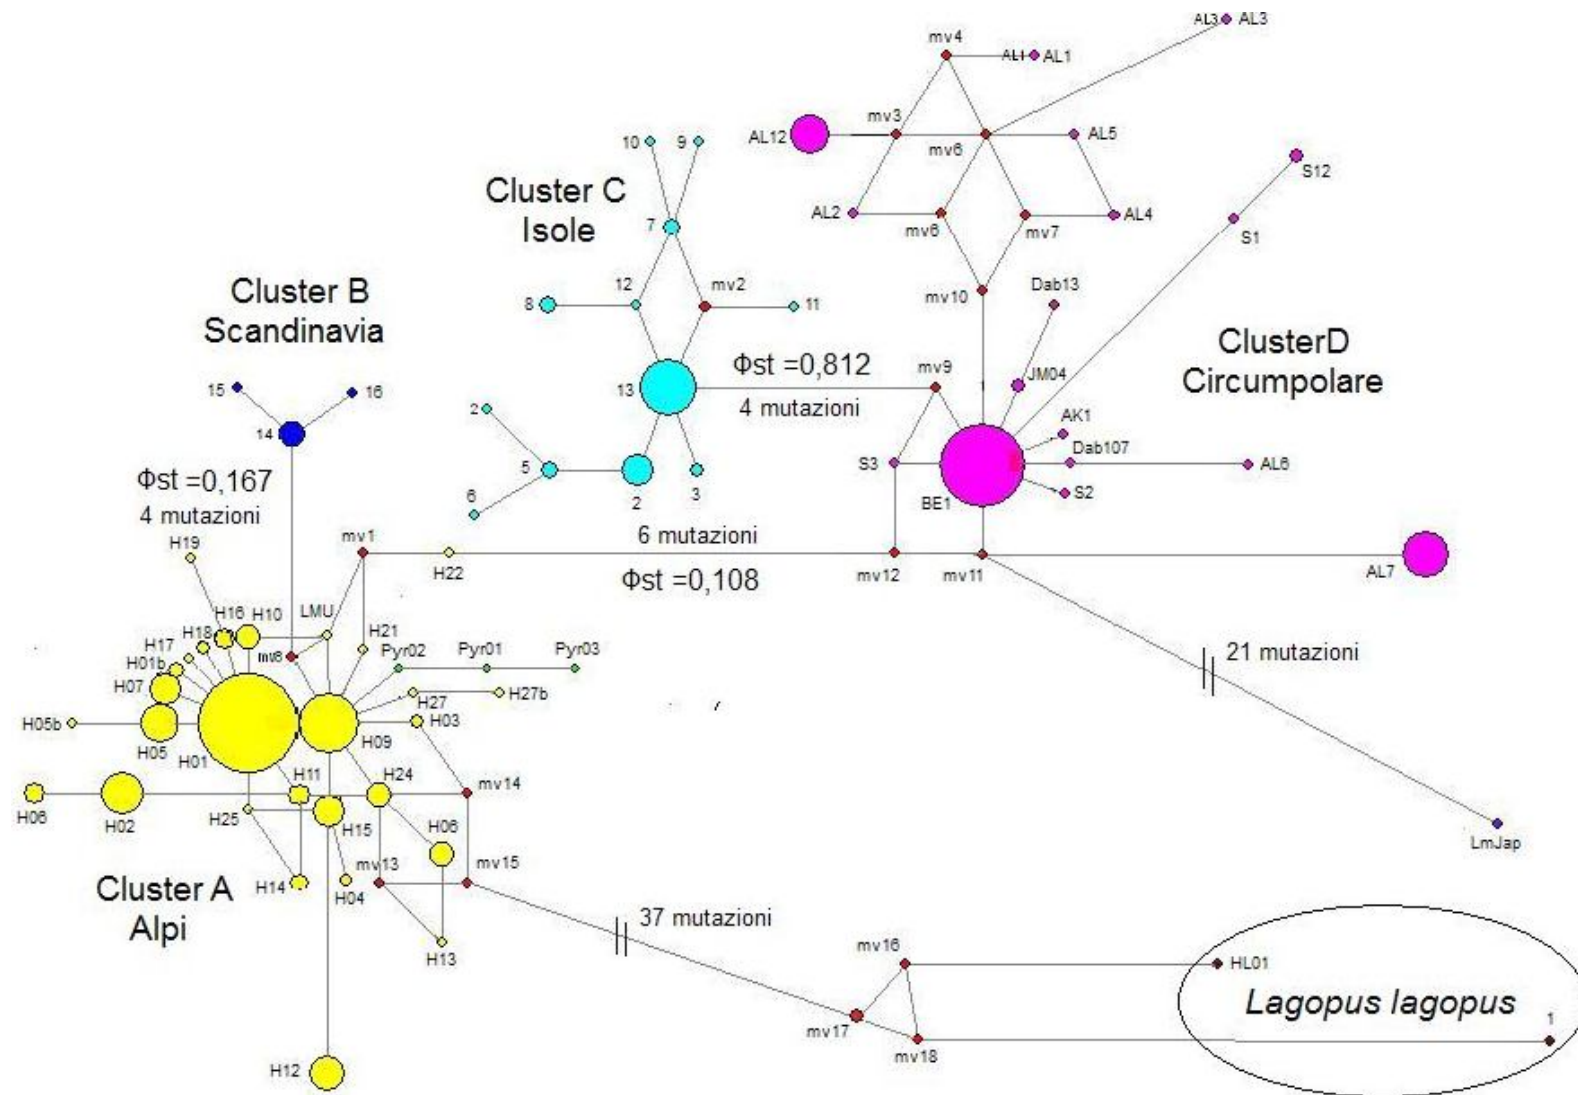 AL3 AL3
mv4
AL1 AL1
mv3
AL12
mv6
AL5
10
9
S12
Cluster C
Isole
7
AL2
mv6
mv7
AL4
S1
Cluster B
Scandinavia
8
12
mv2
11
mv10
Dab13
ClusterD
Circumpolare
Φst =0,812
4 mutazioni
mv9
1
JM04
15
16
13
2
14
AK1
Dab107
Φst =0,167
4 mutazioni
5
6
2
3
S3
BE1
S2
AL6
H19
mv1
H22
6 mutazioni
Φst =0,108
mv12
mv11
AL7
H16
H10
LMU
H18
H17
H01b
H07
mv8
H21
Pyr02
Pyr01
Pyr03
21 mutazioni
H27
H27b
H05b
H05
H01
H09
H03
H11
H24
mv14
H06
H02
H25
H15
H06
LmJap
mv13
mv15
Cluster A
Alpi
H14
H04
37 mutazioni
H13
mv16
HL01
Lagopus lagopus
1
mv17
mv18
H12